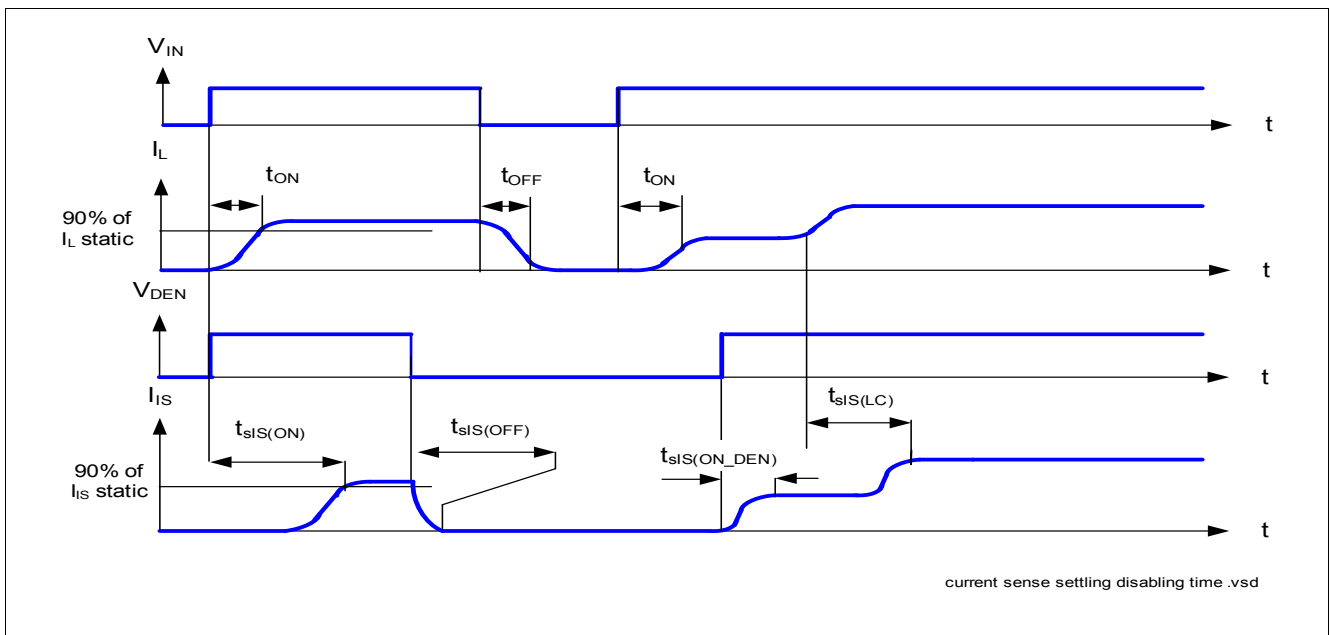 VIN
t
IL
tON
tOFF
tON
90% of
IL static
t
VDEN
t
IIS
tsIS(ON)
tsIS(OFF)
tsIS(LC)
tsIS(ON_DEN)
90% of
IIS static
t
current sense settling disabling time .vsd